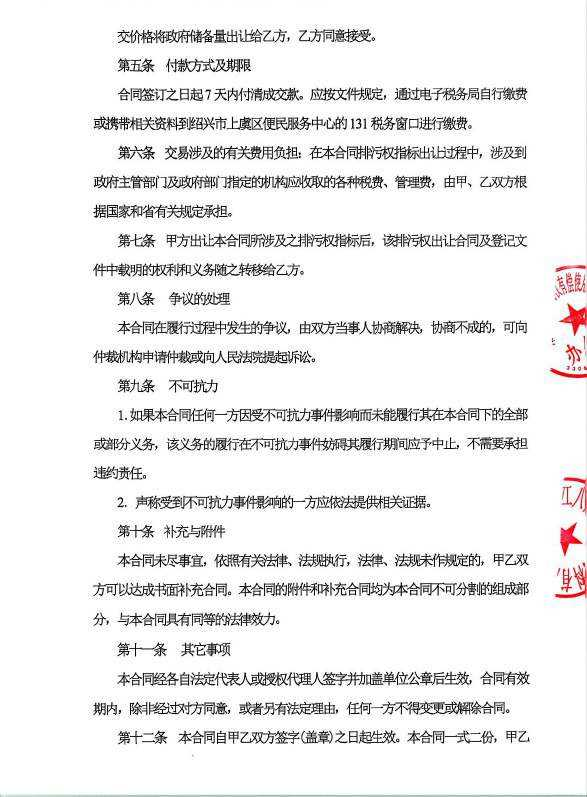 交价格将政府储备量出让给乙方，乙方同意接受。
第五条 付款方式及期限
合同签订之日起7天内付清成交款。应按文件规定，通过电子税务局自行缴费
或携带相关资料到绍兴市上虞区便民服务中心的131税务窗口进行缴费。
第六条 交易涉及的有关费用负担：在本合同排污权指标出让过程中，涉及到
政府主管部门及政府部门指定的机构应收取的各种税费、管理费，由甲、乙双方根
据国家和省有关规定承担。
第七条 甲方出让本合同所涉及之排污权指标后，该排污权出让合同及登记文
件中载明的权利和义务随之转移给乙方。
第八条 争议的处理
本合同在履行过程中发生的争议，由双方当事人协商解决，协商不成的，可向
仲裁机构申请仲裁或向人民法院提起诉讼。
第九条 不可抗力
1.如果本合同任何一方因受不可抗力事件影响而未能履行其在本合同下的全部
或部分义务，该义务的履行在不可抗力事件妨碍其履行期间应予中止，不需要承担
违约责任。
2. 声称受到不可抗力事件影响的一方应依法提供相关证据。
第十条 补充与附件
本合同未尽事宜，依照有关法律、法规执行，法律、法规未作规定的，甲乙双
方可以达成书面补充合同。本合同的附件和补充合同均为本合同不可分割的组成部
分，与本合同具有同等的法律效力。
第十一条 其它事项
本合同经各自法定代表人或授权代理人签字并加盖单位公章后生效，合同有效
期内，除非经过对方同意，或者另有法定理由，任何一方不得变更或解除合同。
第十二条 本合同自甲乙双方签字(盖章)之日起生效。本合同一式二份，甲乙
有偿使
办